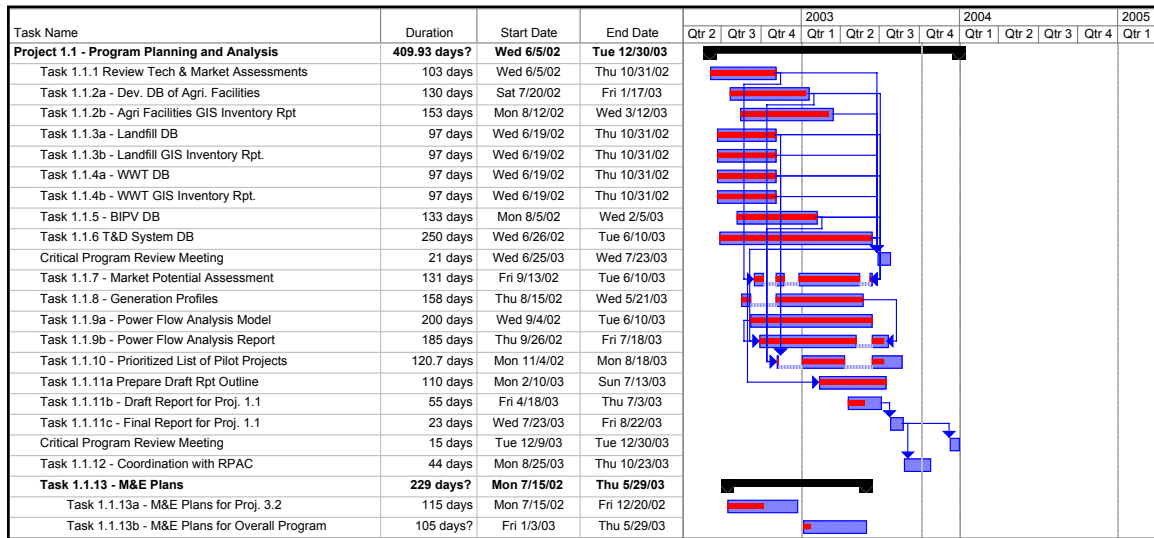 2003 2004 2005
Task Name Duration Start Date End Date Qtr 2 Qtr 3 Qtr 4 Qtr 1 Qtr 2 Qtr 3 Qtr 4 Qtr 1 Qtr 2 Qtr 3 Qtr 4 Qtr 1
Project 1.1 - Program Planning and Analysis 409.93 days? Wed 6/5/02 Tue 12/30/03
Task 1.1.1 Review Tech & Market Assessments 103 days Wed 6/5/02 Thu 10/31/02
Task 1.1.2a - Dev. DB of Agri. Facilities 130 days Sat 7/20/02 Fri 1/17/03
Task 1.1.2b - Agri Facilities GIS Inventory Rpt 153 days Mon 8/12/02 Wed 3/12/03
Task 1.1.3a - Landfill DB 97 days Wed 6/19/02 Thu 10/31/02
Task 1.1.3b - Landfill GIS Inventory Rpt. 97 days Wed 6/19/02 Thu 10/31/02
Task 1.1.4a - WWT DB 97 days Wed 6/19/02 Thu 10/31/02
Task 1.1.4b - WWT GIS Inventory Rpt. 97 days Wed 6/19/02 Thu 10/31/02
Task 1.1.5 - BIPV DB 133 days Mon 8/5/02 Wed 2/5/03
Task 1.1.6 T&D System DB 250 days Wed 6/26/02 Tue 6/10/03
Critical Program Review Meeting 21 days Wed 6/25/03 Wed 7/23/03
Task 1.1.7 - Market Potential Assessment 131 days Fri 9/13/02 Tue 6/10/03
Task 1.1.8 - Generation Profiles 158 days Thu 8/15/02 Wed 5/21/03
Task 1.1.9a - Power Flow Analysis Model 200 days Wed 9/4/02 Tue 6/10/03
Task 1.1.9b - Power Flow Analysis Report 185 days Thu 9/26/02 Fri 7/18/03
Task 1.1.10 - Prioritized List of Pilot Projects 120.7 days Mon 11/4/02 Mon 8/18/03
Task 1.1.11a Prepare Draft Rpt Outline 110 days Mon 2/10/03 Sun 7/13/03
Task 1.1.11b - Draft Report for Proj. 1.1 55 days Fri 4/18/03 Thu 7/3/03
Task 1.1.11c - Final Report for Proj. 1.1 23 days Wed 7/23/03 Fri 8/22/03
Critical Program Review Meeting 15 days Tue 12/9/03 Tue 12/30/03
Task 1.1.12 - Coordination with RPAC 44 days Mon 8/25/03 Thu 10/23/03
Task 1.1.13 - M&E Plans 229 days? Mon 7/15/02 Thu 5/29/03
Task 1.1.13a - M&E Plans for Proj. 3.2 115 days Mon 7/15/02 Fri 12/20/02
Task 1.1.13b - M&E Plans for Overall Program 105 days? Fri 1/3/03 Thu 5/29/03